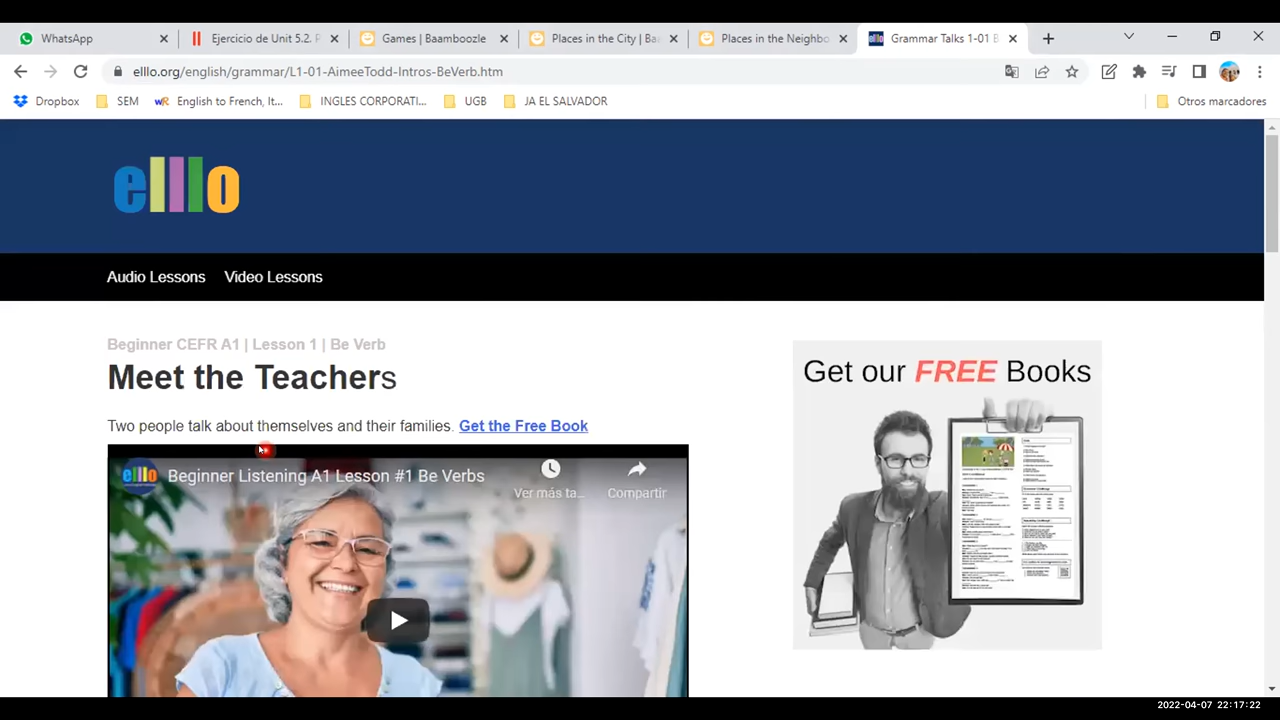 WhatsApp
Ejercicio de Unit 5.2. P
Games | Baamboozle
Places in the City | Ba
Places in the Neighbo
Grammar Talks 1-01 B
elllo.org/english/grammar/L1-01-AimeeTodd-Intros-BeVerb.htm
Dropbox
SEM
English to French, It...
INGLES CORPORATI...
UGB
JA EL SALVADOR
Otros marcadores
elllo
Audio Lessons
Video Lessons
Beginner CEFR A1 | Lesson 1 | Be Verb
Meet the Teachers
Two people talk about themselves and their families. Get the Free Book
elllo
Beginner Listening A1 Lesson #1 Be Verbs
Ver más ta...
Compartir
Get our FREE Books
2022-04-07 22:17:22